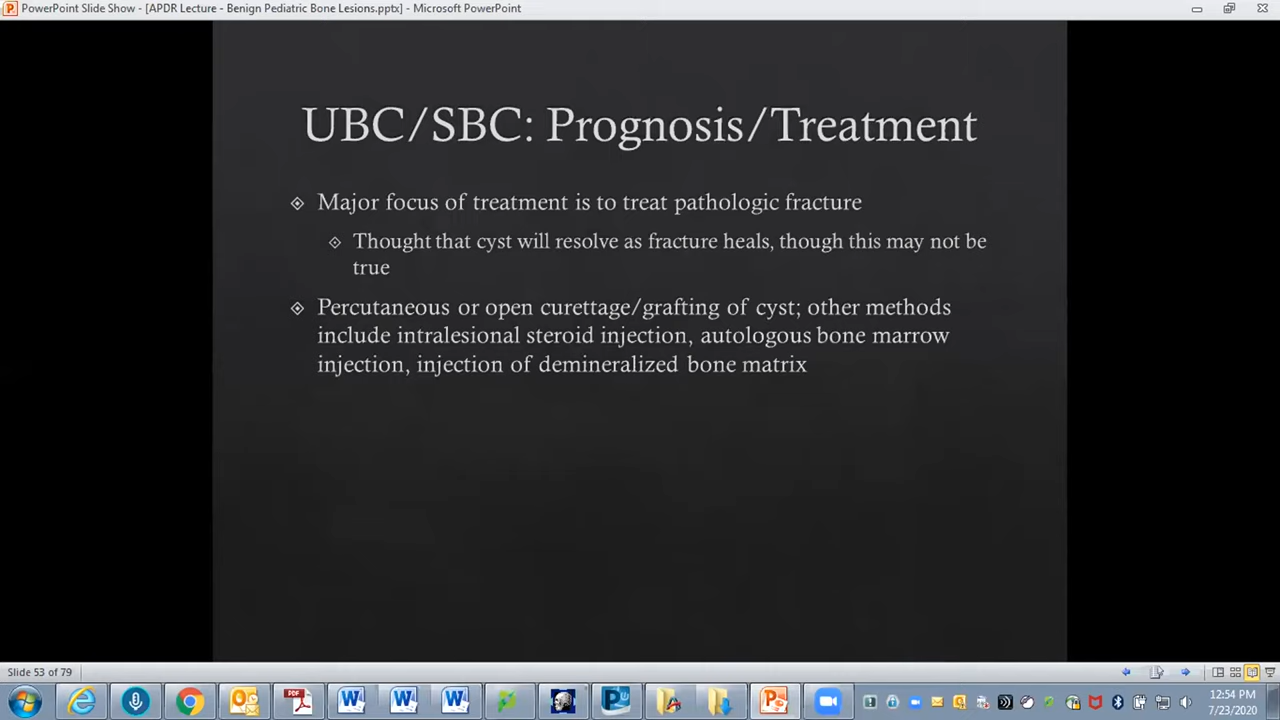 PowerPoint Slide Show - [APDR Lecture - Benign Pediatric Bone Lesions.pptx] - Microsoft PowerPoint
UBC/SBC: Prognosis/Treatment
Major focus of treatment is to treat pathologic fracture
Thought that cyst will resolve as fracture heals, though this may not be
true
Percutaneous or open curettage/grafting of cyst; other methods
include intralesional steroid injection, autologous bone marrow
injection, injection of demineralized bone matrix
Slide 53 of 79
PDF
12:54 PM
7/23/2020